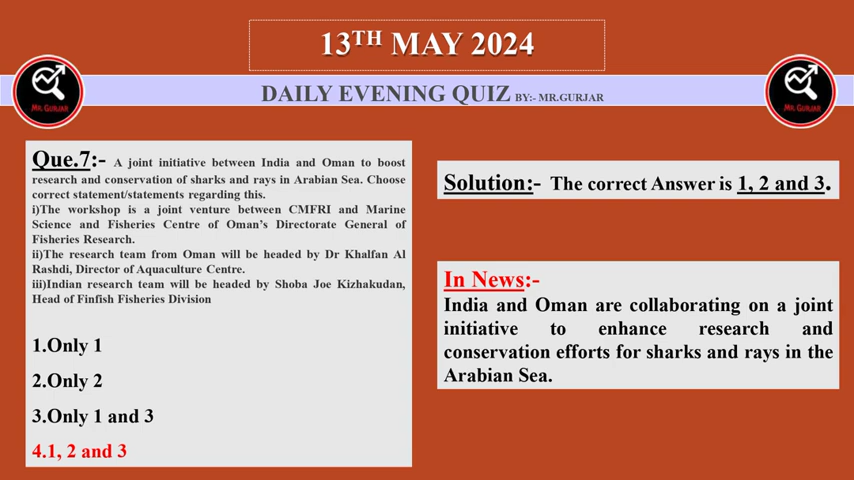 13TH MAY 2024
DAILY EVENING QUIZ BY:- MR.GURJAR
MR.GURJAR
MR.GURJAR
Que.7:- A joint initiative between India and Oman to boost
research and conservation of sharks and rays in Arabian Sea. Choose
correct statement/statements regarding this.
i)The workshop is a joint venture between CMFRI and Marine
Science and Fisheries Centre of Oman's Directorate General of
Fisheries Research.
ii)The research team from Oman will be headed by Dr Khalfan Al
Rashdi, Director of Aquaculture Centre.
iii)Indian research team will be headed by Shoba Joe Kizhakudan,
Head of Finfish Fisheries Division
1.Only 1
2.Only 2
3.Only 1 and 3
4.1, 2 and 3
Solution:- The correct Answer is 1, 2 and 3.
In News:-
India and Oman are collaborating on a joint
initiative to enhance research and
conservation efforts for sharks and rays in the
Arabian Sea.